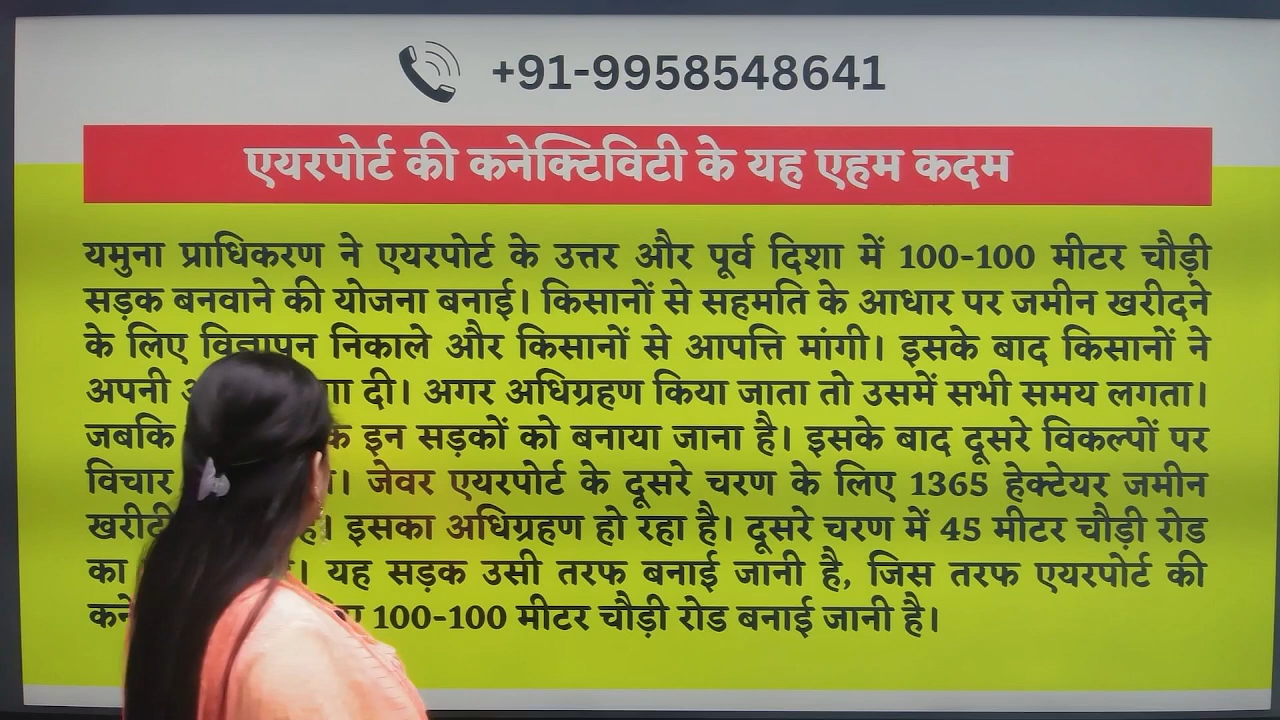 +91-9958548641
एयरपोर्ट की कनेक्टिविटी के यह एहम कदम
यमुना प्राधिकरण ने एयरपोर्ट के उत्तर और पूर्व दिशा में 100-100 मीटर चौड़ी
सड़क बनवाने की योजना बनाई। किसानों से सहमति के आधार पर जमीन खरीदने
के लिए विज्ञापन निकाले और किसानों से आपत्ति मांगी। इसके बाद किसानों ने
अपनी दी। अगर अधिग्रहण किया जाता तो उसमें सभी समय लगता।
जबकि इन सड़कों को बनाया जाना है। इसके बाद दूसरे विकल्पों पर
विचार जेवर एयरपोर्ट के दूसरे चरण के लिए 1365 हेक्टेयर जमीन
है। इसका अधिग्रहण हो रहा है। दूसरे चरण में 45 मीटर चौड़ी रोड
का यह सड़क उसी तरफ बनाई जानी है, जिस तरफ एयरपोर्ट की
100-100 मीटर चौड़ी रोड बनाई जानी है।